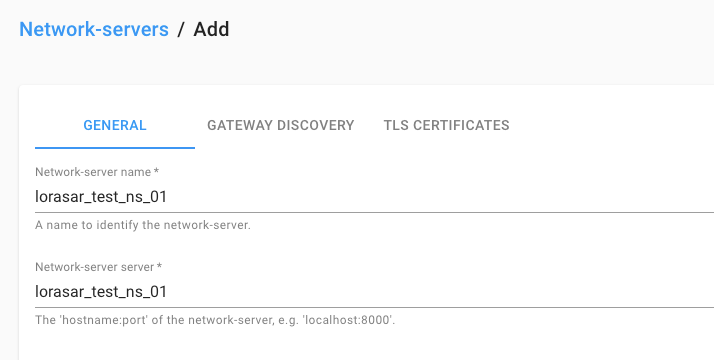 Network-servers / Add
GENERAL GATEWAY DISCOVERY TLS CERTIFICATES
Network-server name *
lorasar_test_ns_01
A name to identify the network-server.
Network-server server *
lorasar_test_ns_01
The 'hostname:port' of the network-server, e.g. 'localhost:8000'.